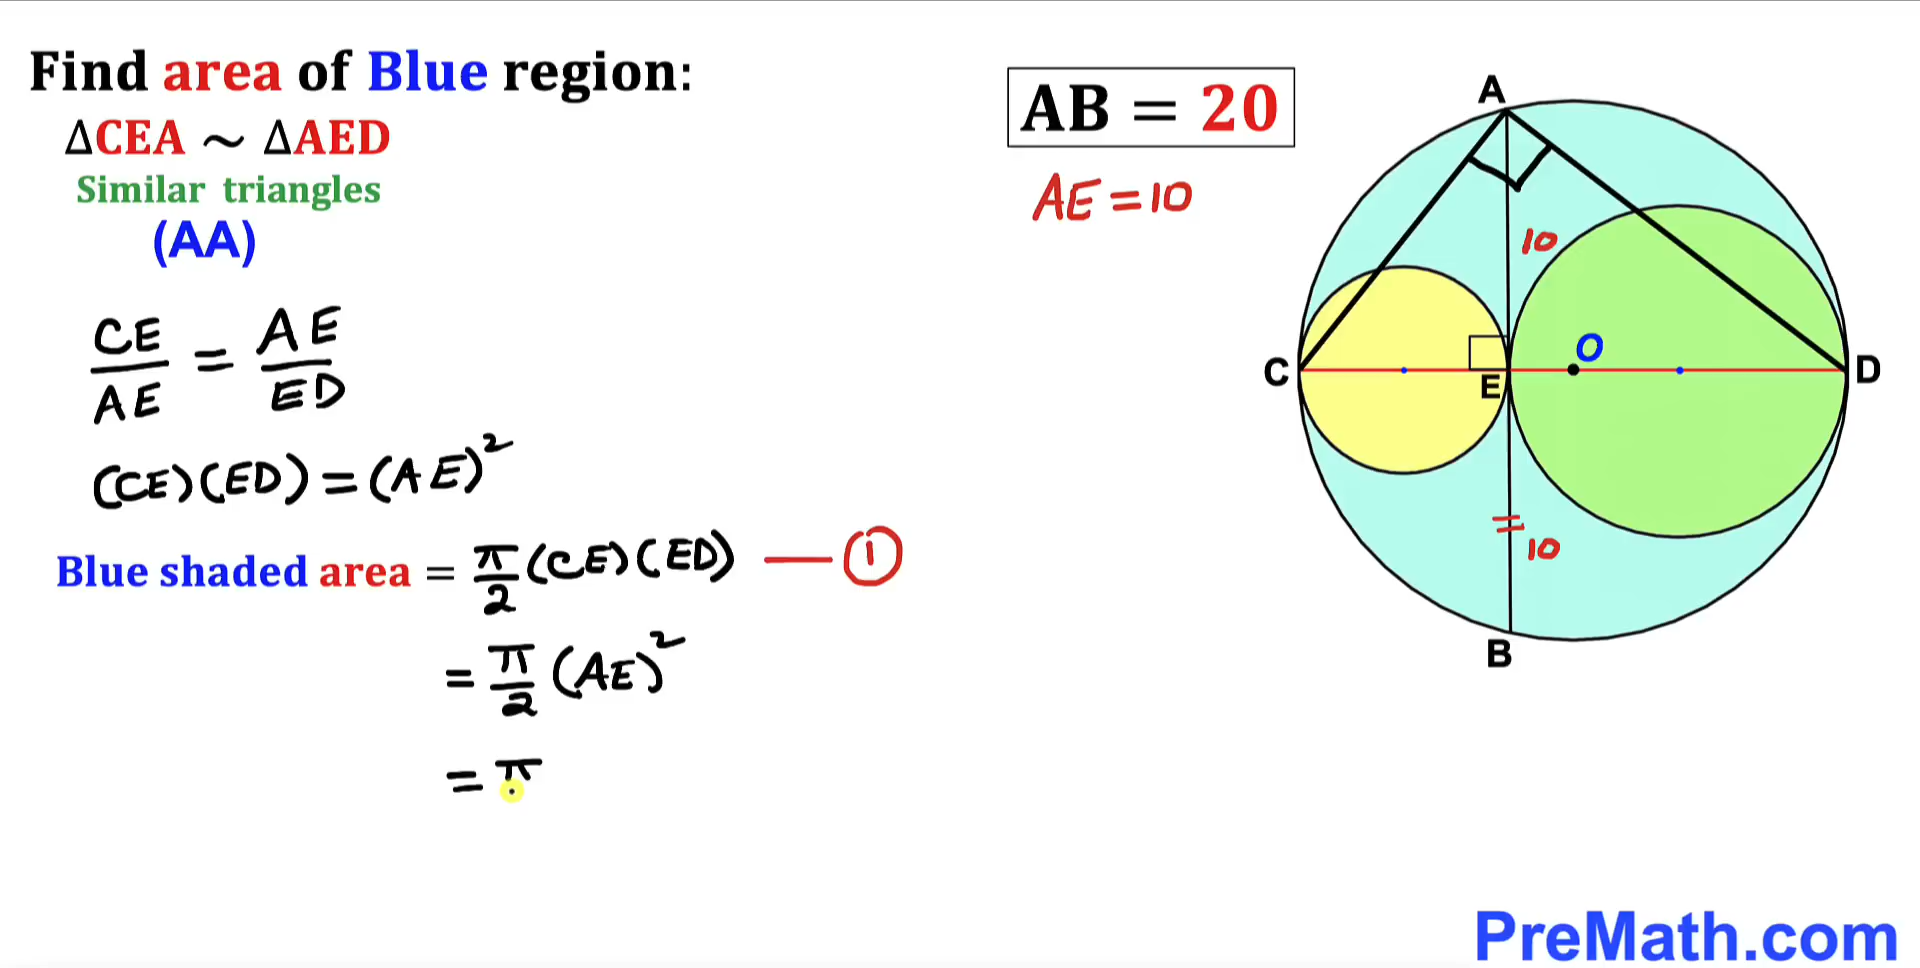 Find area of Blue region:
ΔCEA ~ ΔAED
Similar triangles
(AA)
CE/AE = AE/ED
(CE)(ED) = (AE)²
Blue shaded area = π/2 (CE)(ED) — ①
= π/2 (AE)²
= π
AB = 20
AE = 10
A
10
O
C
E
D
=
10
B
PreMath.com